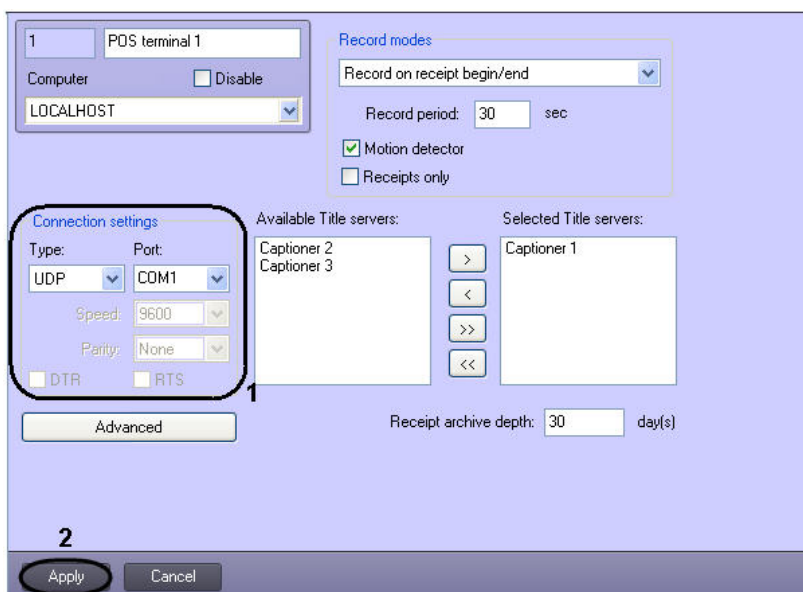 1 POS terminal 1
Computer Disable
LOCALHOST
Record modes
Record on receipt begin/end
Record period: 30 sec
Motion detector
Receipts only
Connection settings
Type: Port:
UDP COM1
Speed: 9600
Parity: None
DTR RTS
1
Available Title servers:
Captioner 2
Captioner 3
>
<
>>
<<
Selected Title servers:
Captioner 1
Advanced
Receipt archive depth: 30 day(s)
2
Apply Cancel